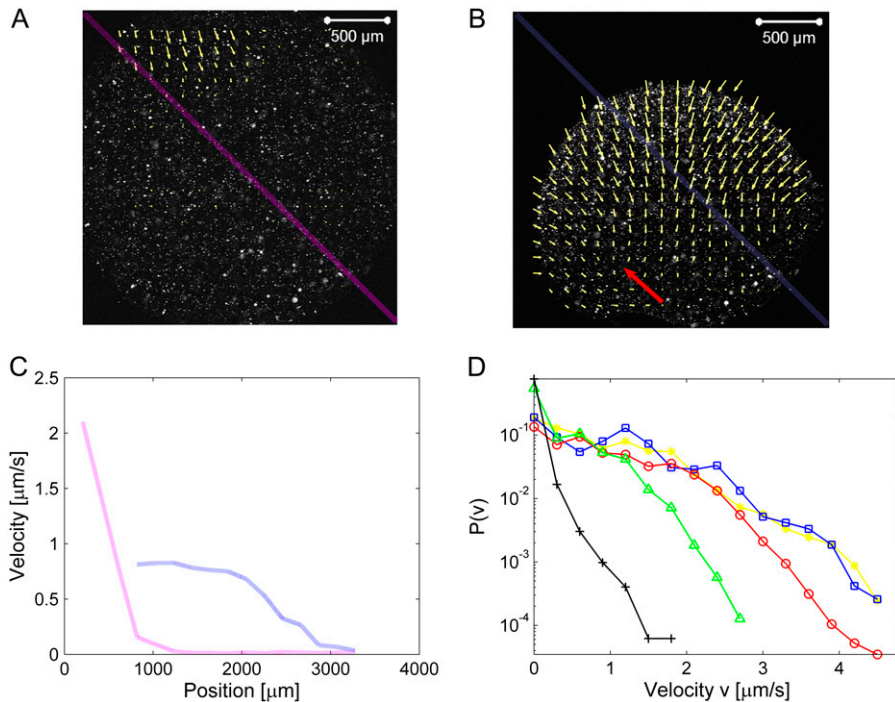 A
500 μm
B
500 μm
C
2.5
2
1.5
1
0.5
0
0
1000
2000
3000
4000
Velocity [μm/s]
Position [μm]
D
10⁻¹
10⁻²
10⁻³
10⁻⁴
0
1
2
3
4
P(v)
Velocity v [μm/s]